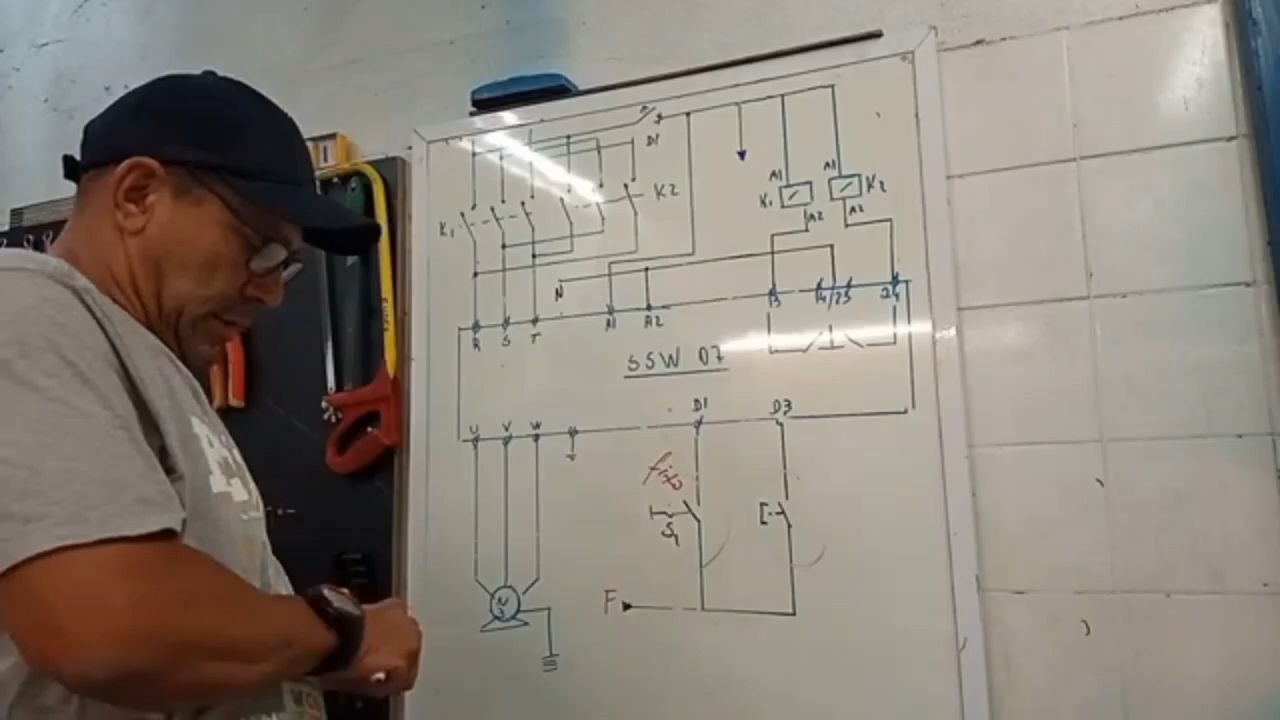 D1
K1
K2
A1
A1
K1
K2
A2
A2
N
R S T A1 A2 13 14/23 24
SSW 07
U V W
D1 D3
S1
F
3